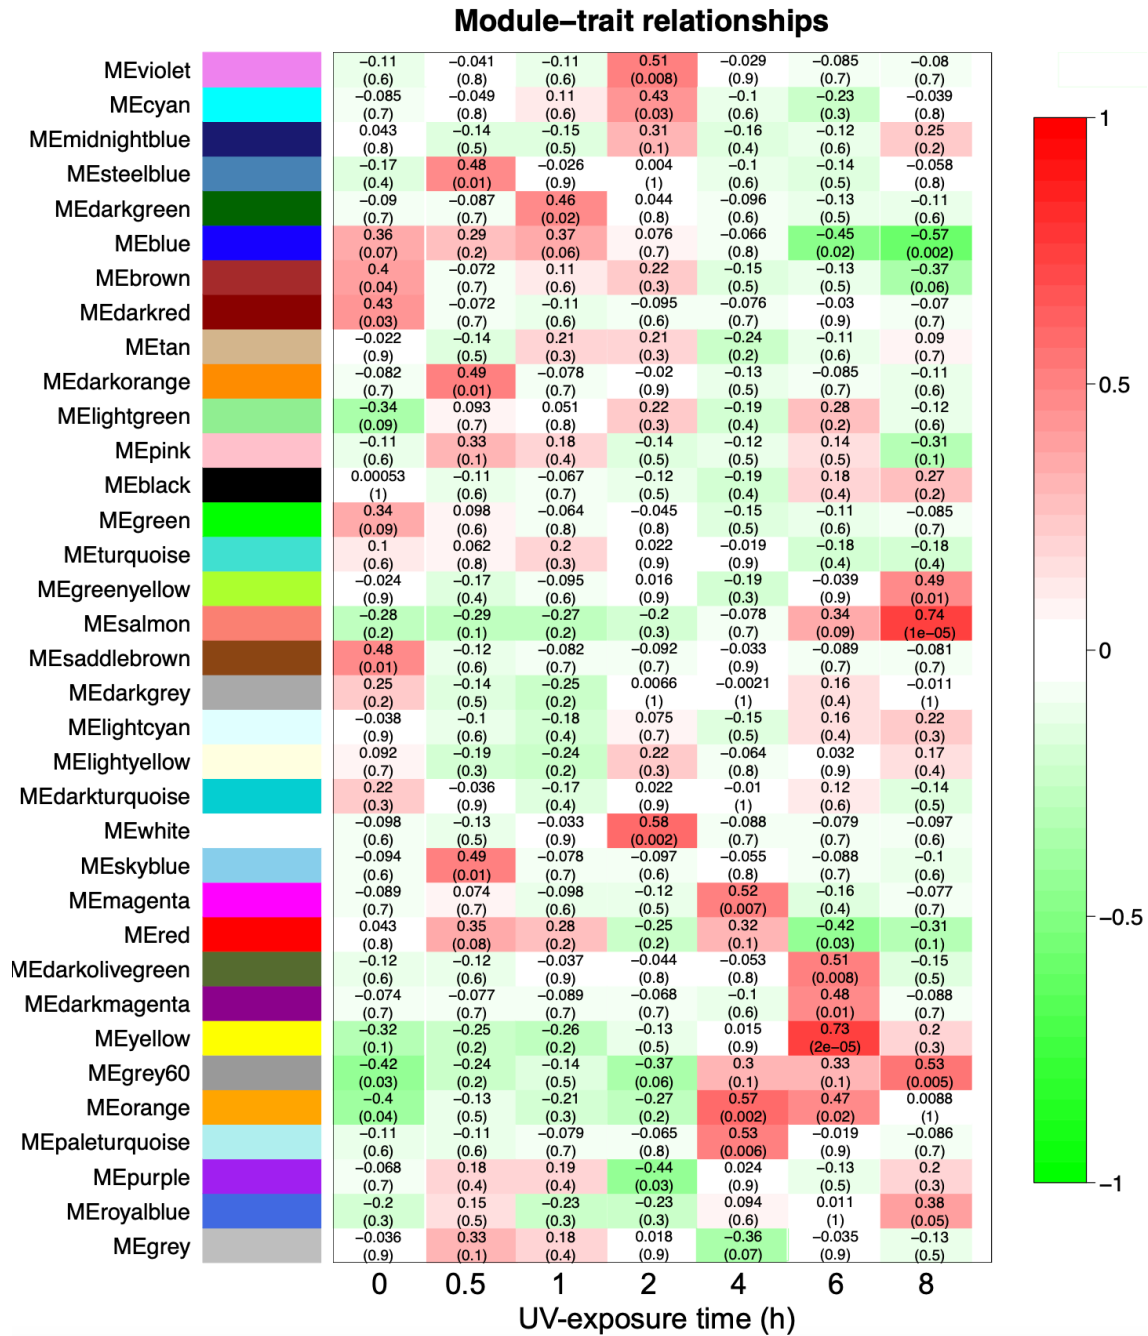 Module–trait relationships
MEviolet −0.11 −0.041 −0.11 0.51 −0.029 −0.085 −0.08
(0.6) (0.8) (0.6) (0.008) (0.9) (0.7) (0.7)
MEcyan −0.085 −0.049 0.11 0.43 −0.1 −0.23 −0.039
(0.7) (0.8) (0.6) (0.03) (0.6) (0.3) (0.8)
MEmidnightblue 0.043 −0.14 −0.15 0.31 −0.16 −0.12 0.25
(0.8) (0.5) (0.5) (0.1) (0.4) (0.6) (0.2)
MEsteelblue −0.17 0.48 −0.026 0.004 −0.1 −0.14 −0.058
(0.4) (0.01) (0.9) (1) (0.6) (0.5) (0.8)
MEdarkgreen −0.09 −0.087 0.46 0.044 −0.096 −0.13 −0.11
(0.7) (0.7) (0.02) (0.8) (0.6) (0.5) (0.6)
MEblue 0.36 0.29 0.37 0.076 −0.066 −0.45 −0.57
(0.07) (0.2) (0.06) (0.7) (0.8) (0.02) (0.002)
MEbrown 0.4 −0.072 0.11 0.22 −0.15 −0.13 −0.37
(0.04) (0.7) (0.6) (0.3) (0.5) (0.5) (0.06)
MEdarkred 0.43 −0.072 −0.11 −0.095 −0.076 −0.03 −0.07
(0.03) (0.7) (0.6) (0.6) (0.7) (0.9) (0.7)
MEtan −0.022 −0.14 0.21 0.21 −0.24 −0.11 0.09
(0.9) (0.5) (0.3) (0.3) (0.2) (0.6) (0.7)
MEdarkorange −0.082 0.49 −0.078 −0.02 −0.13 −0.085 −0.11
(0.7) (0.01) (0.7) (0.9) (0.5) (0.7) (0.6)
MElightgreen −0.34 0.093 0.051 0.22 −0.19 0.28 −0.12
(0.09) (0.7) (0.8) (0.3) (0.4) (0.2) (0.6)
MEpink −0.11 0.33 0.18 −0.14 −0.12 0.14 −0.31
(0.6) (0.1) (0.4) (0.5) (0.5) (0.5) (0.1)
MEblack 0.00053 −0.11 −0.067 −0.12 −0.19 0.18 0.27
(1) (0.6) (0.7) (0.5) (0.4) (0.4) (0.2)
MEgreen 0.34 0.098 −0.064 −0.045 −0.15 −0.11 −0.085
(0.09) (0.6) (0.8) (0.8) (0.5) (0.6) (0.7)
MEturquoise 0.1 0.062 0.2 0.022 −0.019 −0.18 −0.18
(0.6) (0.8) (0.3) (0.9) (0.9) (0.4) (0.4)
MEgreenyellow −0.024 −0.17 −0.095 0.016 −0.19 −0.039 0.49
(0.9) (0.4) (0.6) (0.9) (0.3) (0.9) (0.01)
MEsalmon −0.28 −0.29 −0.27 −0.2 −0.078 0.34 0.74
(0.2) (0.1) (0.2) (0.3) (0.7) (0.09) (1e−05)
MEsaddlebrown 0.48 −0.12 −0.082 −0.092 −0.033 −0.089 −0.081
(0.01) (0.6) (0.7) (0.7) (0.9) (0.7) (0.7)
MEdarkgrey 0.25 −0.14 −0.25 0.0066 −0.0021 0.16 −0.011
(0.2) (0.5) (0.2) (1) (1) (0.4) (1)
MElightcyan −0.038 −0.1 −0.18 0.075 −0.15 0.16 0.22
(0.9) (0.6) (0.4) (0.7) (0.5) (0.4) (0.3)
MElightyellow 0.092 −0.19 −0.24 0.22 −0.064 0.032 0.17
(0.7) (0.3) (0.2) (0.3) (0.8) (0.9) (0.4)
MEdarkturquoise 0.22 −0.036 −0.17 0.022 −0.01 0.12 −0.14
(0.3) (0.9) (0.4) (0.9) (1) (0.6) (0.5)
MEwhite −0.098 −0.13 −0.033 0.58 −0.088 −0.079 −0.097
(0.6) (0.5) (0.9) (0.002) (0.7) (0.7) (0.6)
MEskyblue −0.094 0.49 −0.078 −0.097 −0.055 −0.088 −0.1
(0.6) (0.01) (0.7) (0.6) (0.8) (0.7) (0.6)
MEmagenta −0.089 0.074 −0.098 −0.12 0.52 −0.16 −0.077
(0.7) (0.7) (0.6) (0.5) (0.007) (0.4) (0.7)
MEred 0.043 0.35 0.28 −0.25 0.32 −0.42 −0.31
(0.8) (0.08) (0.2) (0.2) (0.1) (0.03) (0.1)
MEdarkolivegreen −0.12 −0.12 −0.037 −0.044 −0.053 0.51 −0.15
(0.6) (0.6) (0.9) (0.8) (0.8) (0.008) (0.5)
MEdarkmagenta −0.074 −0.077 −0.089 −0.068 −0.1 0.48 −0.088
(0.7) (0.7) (0.7) (0.7) (0.6) (0.01) (0.7)
MEyellow −0.32 −0.25 −0.26 −0.13 0.015 0.73 0.2
(0.1) (0.2) (0.2) (0.5) (0.9) (2e−05) (0.3)
MEgrey60 −0.42 −0.24 −0.14 −0.37 0.3 0.33 0.53
(0.03) (0.2) (0.5) (0.06) (0.1) (0.1) (0.005)
MEorange −0.4 −0.13 −0.21 −0.27 0.57 0.47 0.0088
(0.04) (0.5) (0.3) (0.2) (0.002) (0.02) (1)
MEpaleturquoise −0.11 −0.11 −0.079 −0.065 0.53 −0.019 −0.086
(0.6) (0.6) (0.7) (0.8) (0.006) (0.9) (0.7)
MEpurple −0.068 0.18 0.19 −0.44 0.024 −0.13 0.2
(0.7) (0.4) (0.4) (0.03) (0.9) (0.5) (0.3)
MEroyalblue −0.2 0.15 −0.23 −0.23 0.094 0.011 0.38
(0.3) (0.5) (0.3) (0.3) (0.6) (1) (0.05)
MEgrey −0.036 0.33 0.18 0.018 −0.36 −0.035 −0.13
(0.9) (0.1) (0.4) (0.9) (0.07) (0.9) (0.5)
0 0.5 1 2 4 6 8
UV-exposure time (h)
1
0.5
0
−0.5
−1